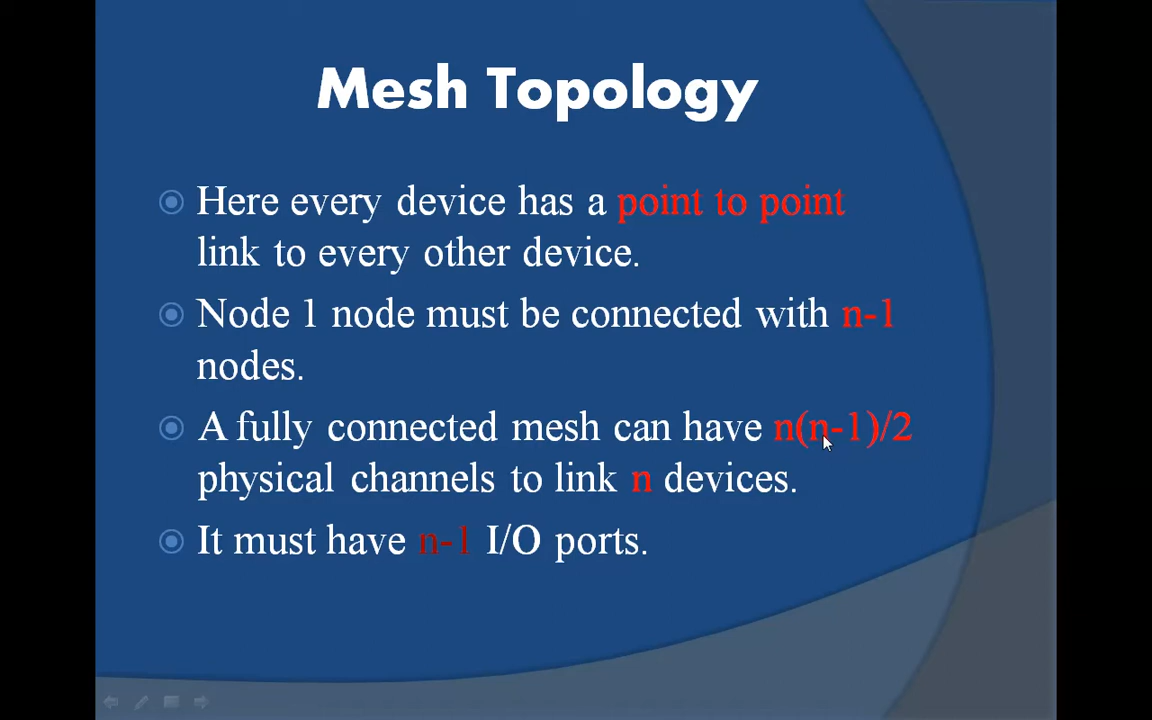 Mesh Topology
Here every device has a point to point
link to every other device.
Node 1 node must be connected with n-1
nodes.
A fully connected mesh can have n(n-1)/2
physical channels to link n devices.
It must have n-1 I/O ports.